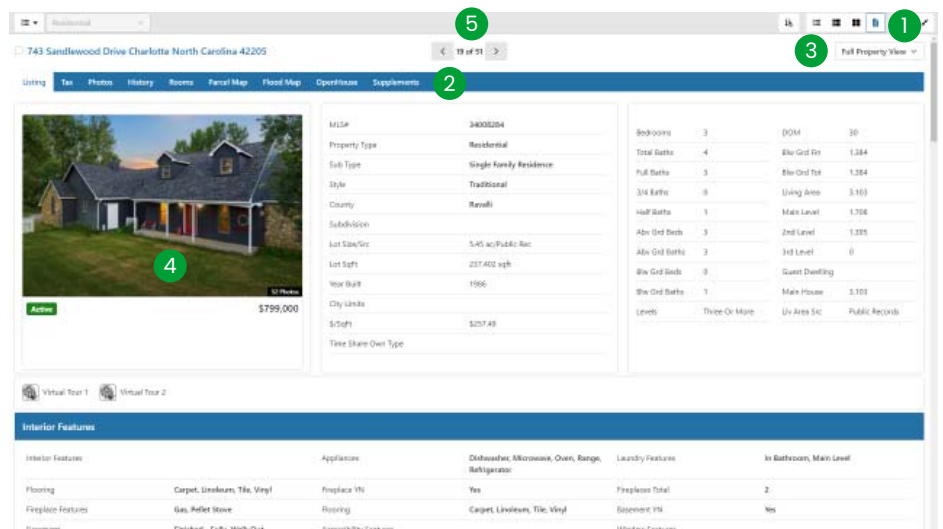 Residential
5
1
743 Sandlewood Drive Charlotte North Carolina 42205
19 of 51
3
Full Property View
Listing Tax Photos History Rooms Parcel Map Flood Map OpenHouse Supplements
2
MLS# 34008284
Property Type Residential
Sub Type Single Family Residence
Style Traditional
County Ravalli
Subdivision
Lot Size/Src 5.45 ac/Public Rec
Lot SqFt 237,402 sqft
Year Built 1986
City Limits
$/SqFt $257.49
Time Share Own Type
Bedrooms 3 DOM 30
Total Baths 4 Blw Grd Fin 1,384
Full Baths 3 Blw Grd Tot 1,384
3/4 Baths 0 Living Area 3,103
Half Baths 1 Main Level 1,708
Abv Grd Beds 3 2nd Level 1,395
Abv Grd Baths 3 3rd Level 0
Blw Grd Beds 0 Guest Dwelling
Blw Grd Baths 1 Main House 3,103
Levels Three Or More Liv Area Src Public Records
4
52 Photos
Active $799,000
Virtual Tour 1 Virtual Tour 2
Interior Features
Interior Features Appliances Dishwasher, Microwave, Oven, Range, Laundry Features In Bathroom, Main Level
Refrigerator
Flooring Carpet, Linoleum, Tile, Vinyl Fireplace YN Yes Fireplaces Total 2
Fireplace Features Gas, Pellet Stove Flooring Carpet, Linoleum, Tile, Vinyl Basement YN Yes